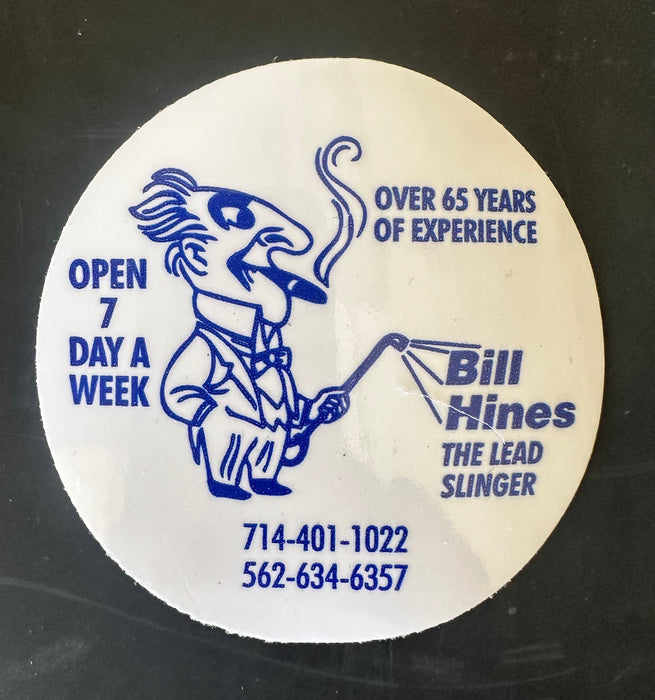 OVER 65 YEARS
OF EXPERIENCE
OPEN
7
DAY A
WEEK
Bill
Hines
THE LEAD
SLINGER
714-401-1022
562-634-6357